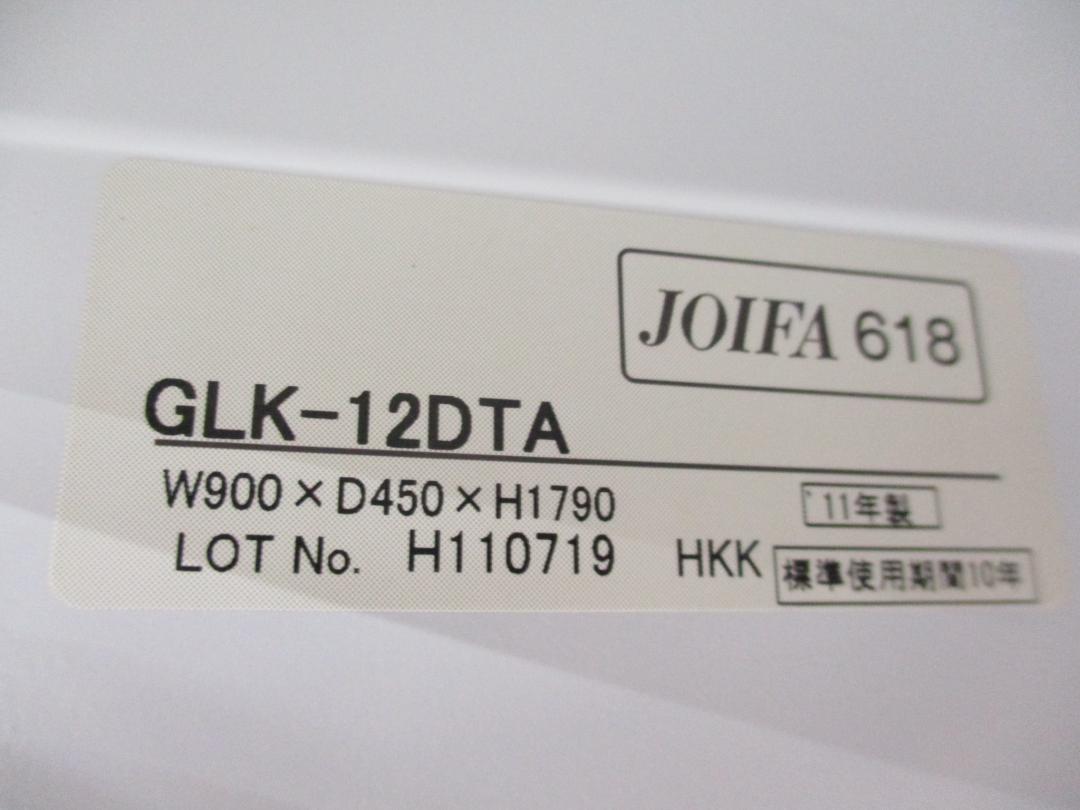 JOIFA 618
GLK-12DTA
W900×D450×H1790
'11年製
LOT No. H110719 HKK
標準使用期間10年